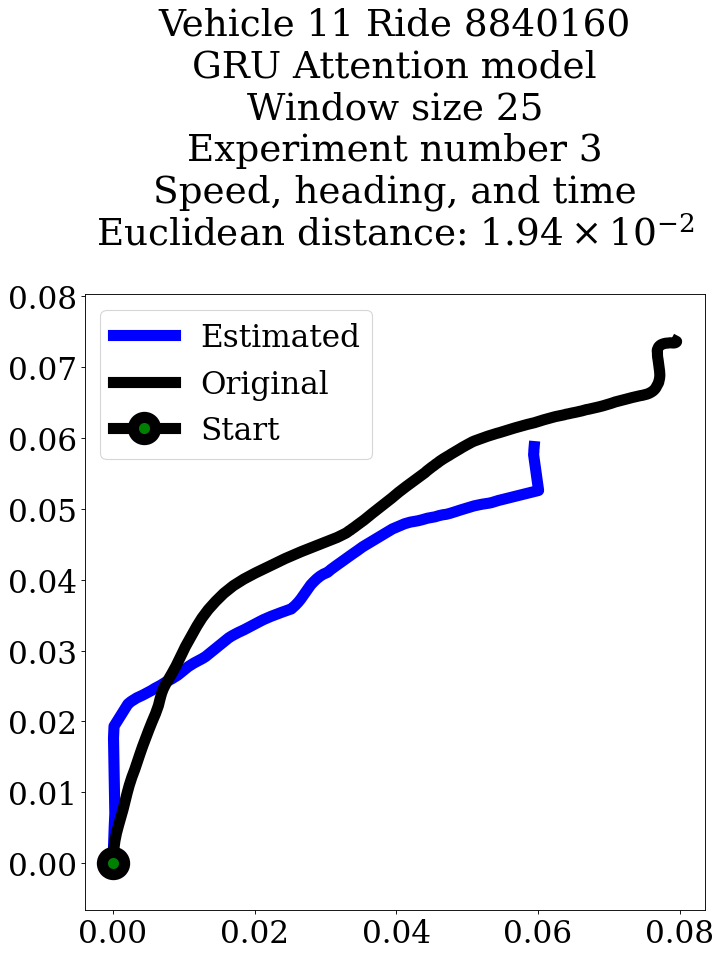 Vehicle 11 Ride 8840160
GRU Attention model
Window size 25
Experiment number 3
Speed, heading, and time
Euclidean distance: 1.94 × 10⁻²
0.08
0.07
0.06
0.05
0.04
0.03
0.02
0.01
0.00
Estimated
Original
Start
0.00 0.02 0.04 0.06 0.08